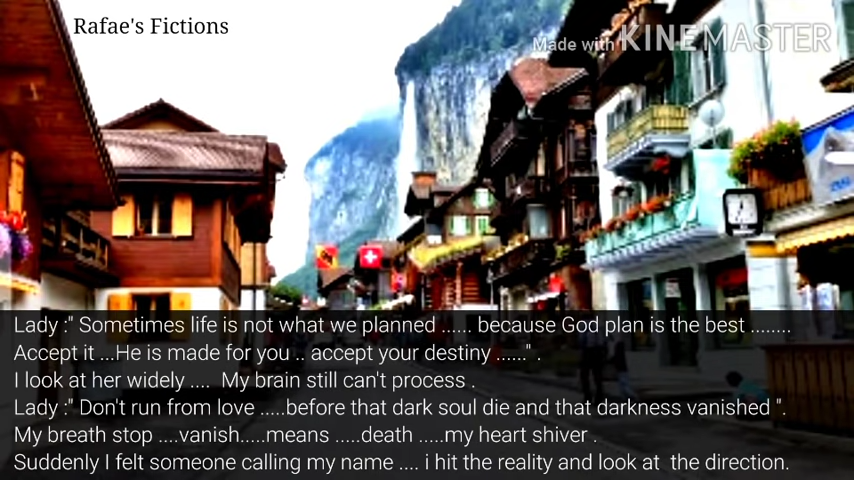 Rafae's Fictions
Made with KINEMASTER
Lady :" Sometimes life is not what we planned ...... because God plan is the best ........
Accept it ...He is made for you .. accept your destiny ......" .
I look at her widely ....  My brain still can't process .
Lady :" Don't run from love .....before that dark soul die and that darkness vanished ".
My breath stop ....vanish.....means .....death .....my heart shiver .
Suddenly I felt someone calling my name .... i hit the reality and look at  the direction.